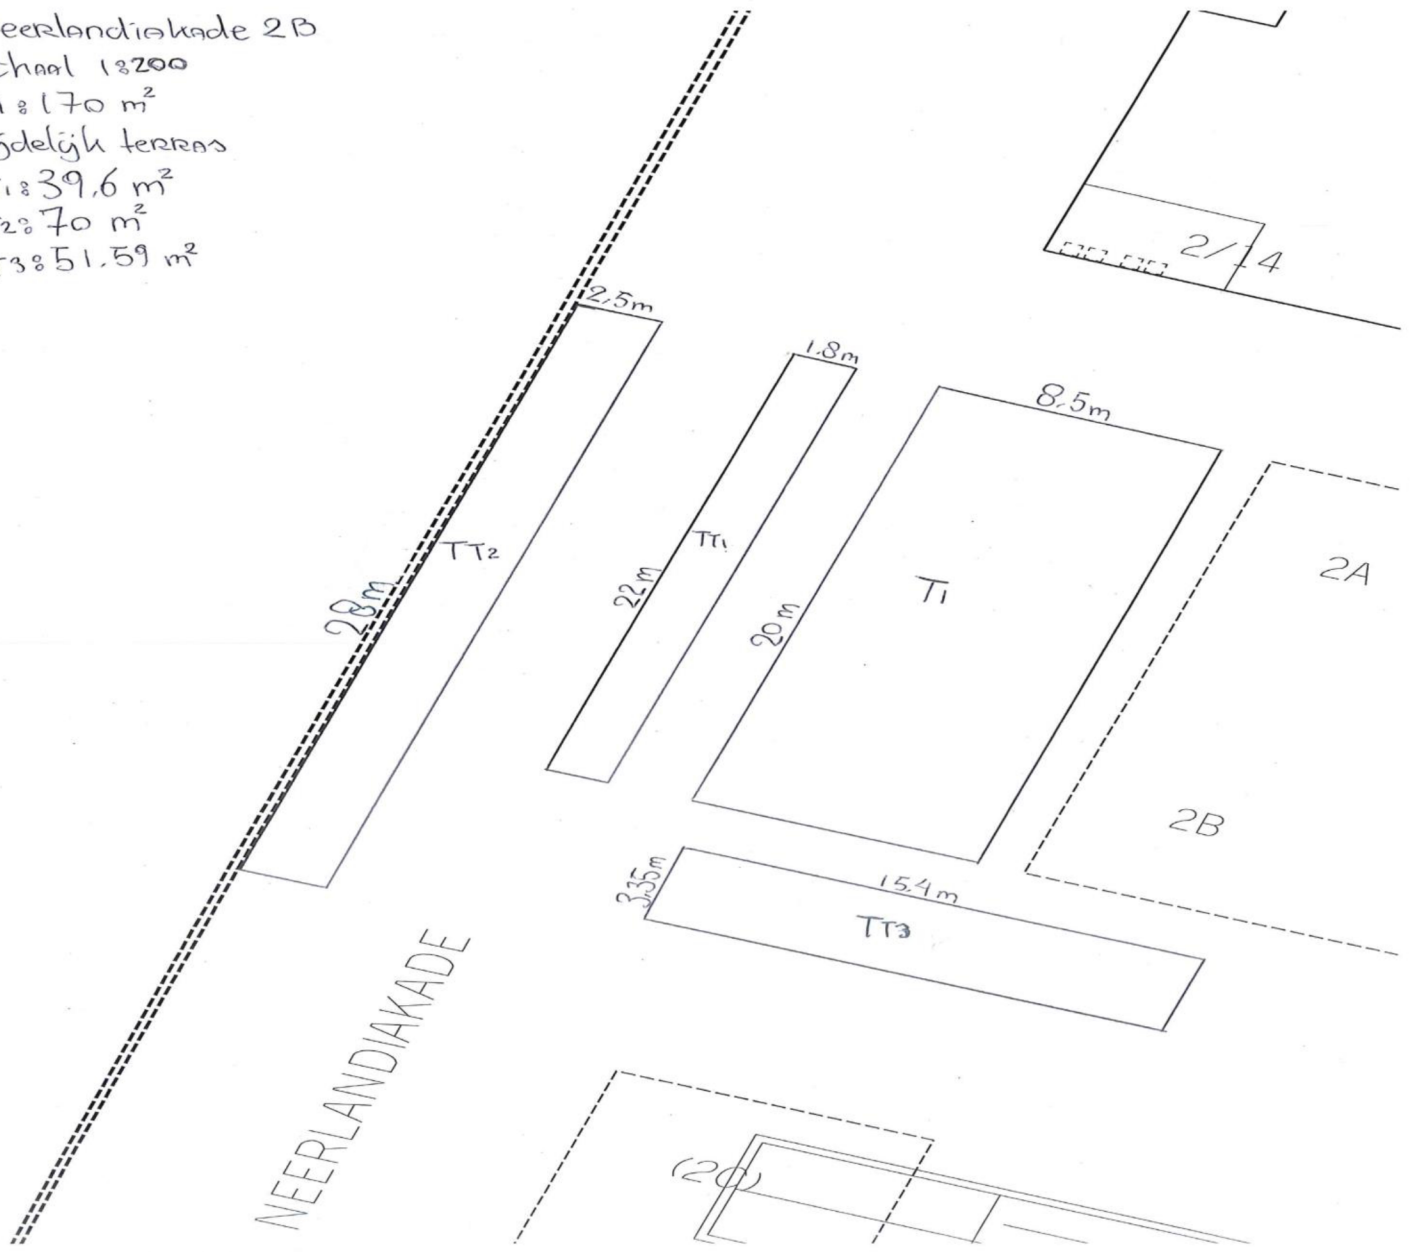 eerlandiakade 2B
chaal 1:200
1:170 m²
jdelijk terras
1:39,6 m²
2:70 m²
T3:51.59 m²
2/14
2,5m
1.8m
8,5m
TT2
TT1
T1
2A
28m
22m
20m
2B
3.35m
15.4m
TT3
NEERLANDIAKADE
(20)